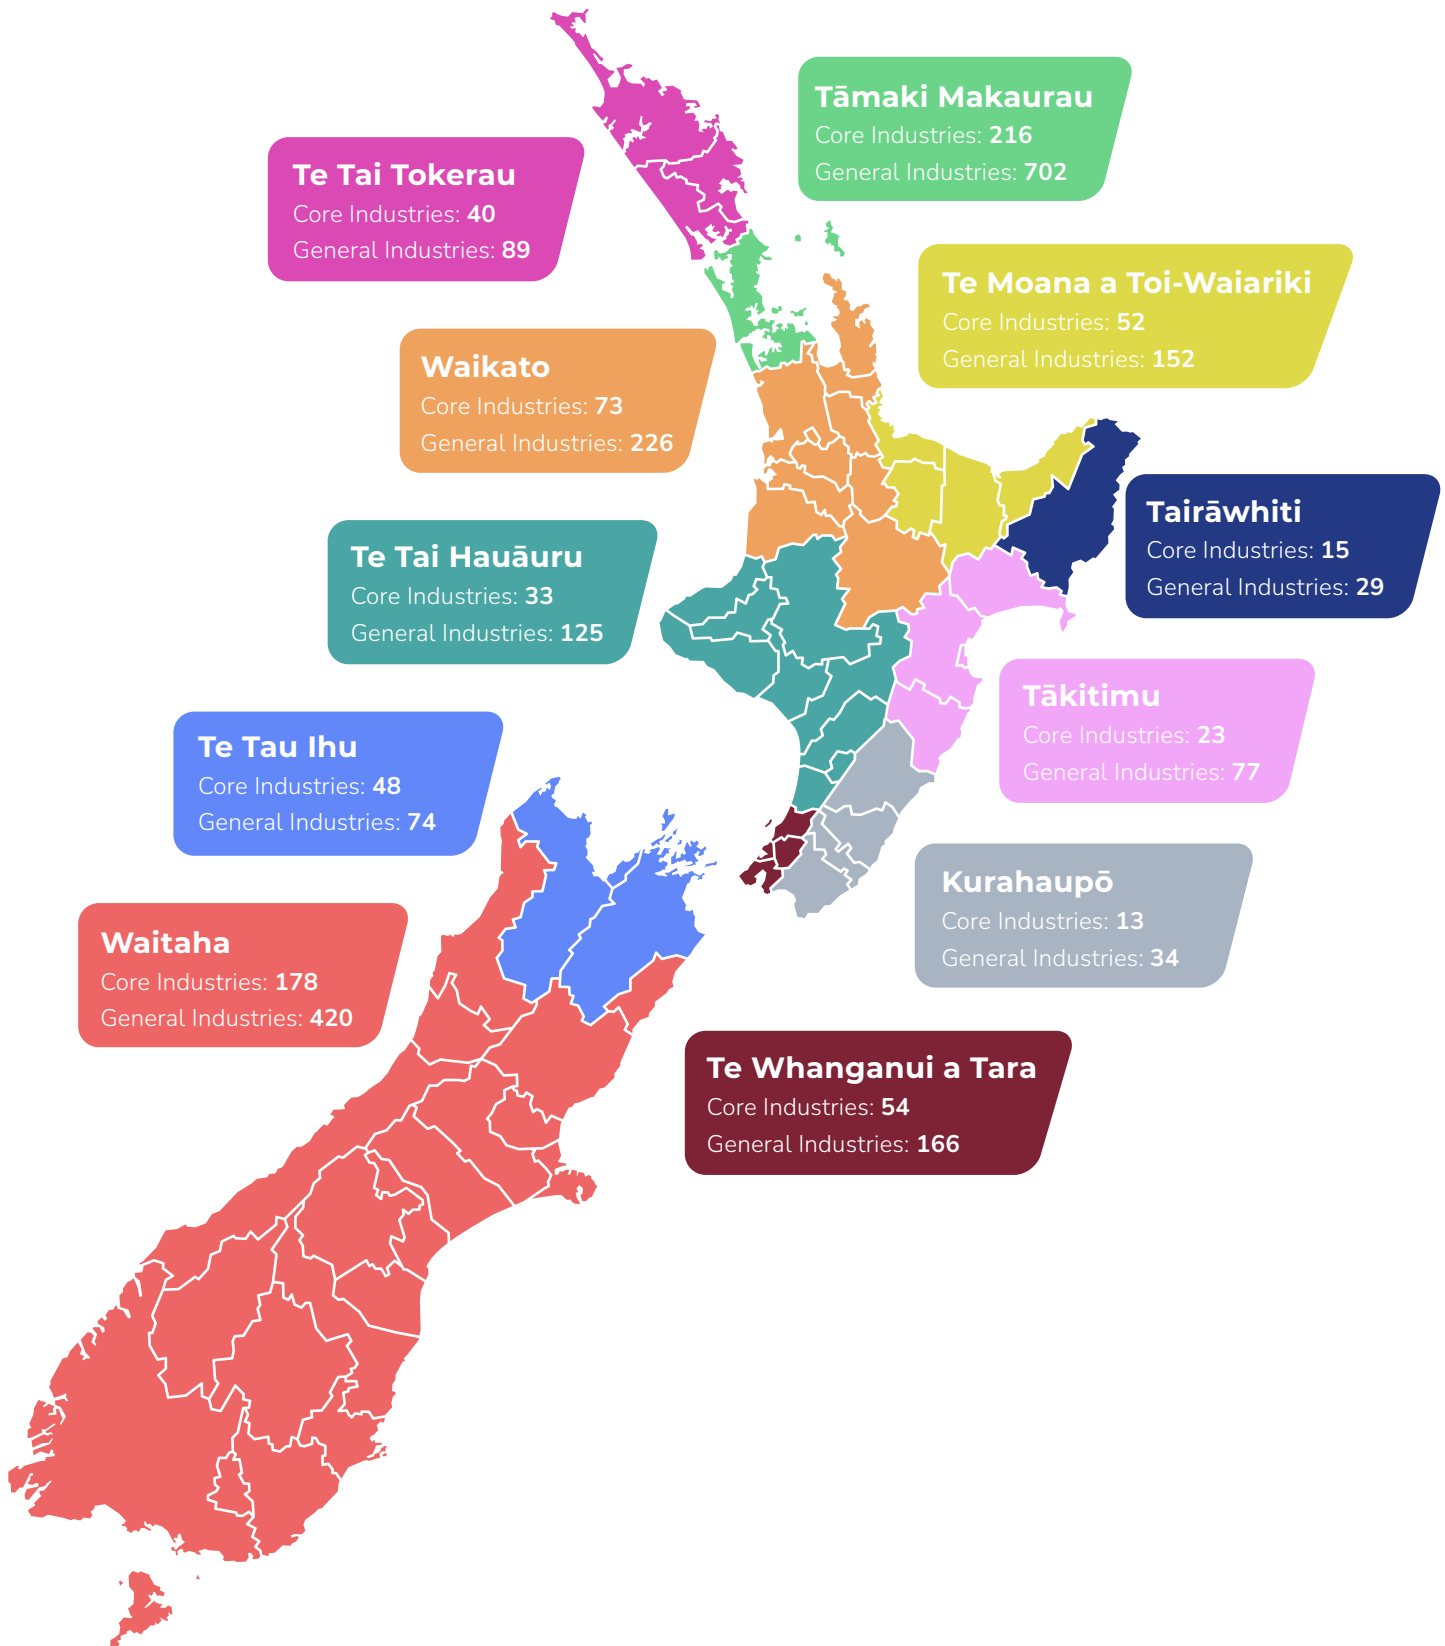 Tāmaki Makaurau
Core Industries: 216
General Industries: 702
Te Tai Tokerau
Core Industries: 40
General Industries: 89
Te Moana a Toi-Waiariki
Core Industries: 52
General Industries: 152
Waikato
Core Industries: 73
General Industries: 226
Tairāwhiti
Core Industries: 15
General Industries: 29
Te Tai Hauāuru
Core Industries: 33
General Industries: 125
Tākitimu
Core Industries: 23
General Industries: 77
Te Tau Ihu
Core Industries: 48
General Industries: 74
Kurahaupō
Core Industries: 13
General Industries: 34
Waitaha
Core Industries: 178
General Industries: 420
Te Whanganui a Tara
Core Industries: 54
General Industries: 166